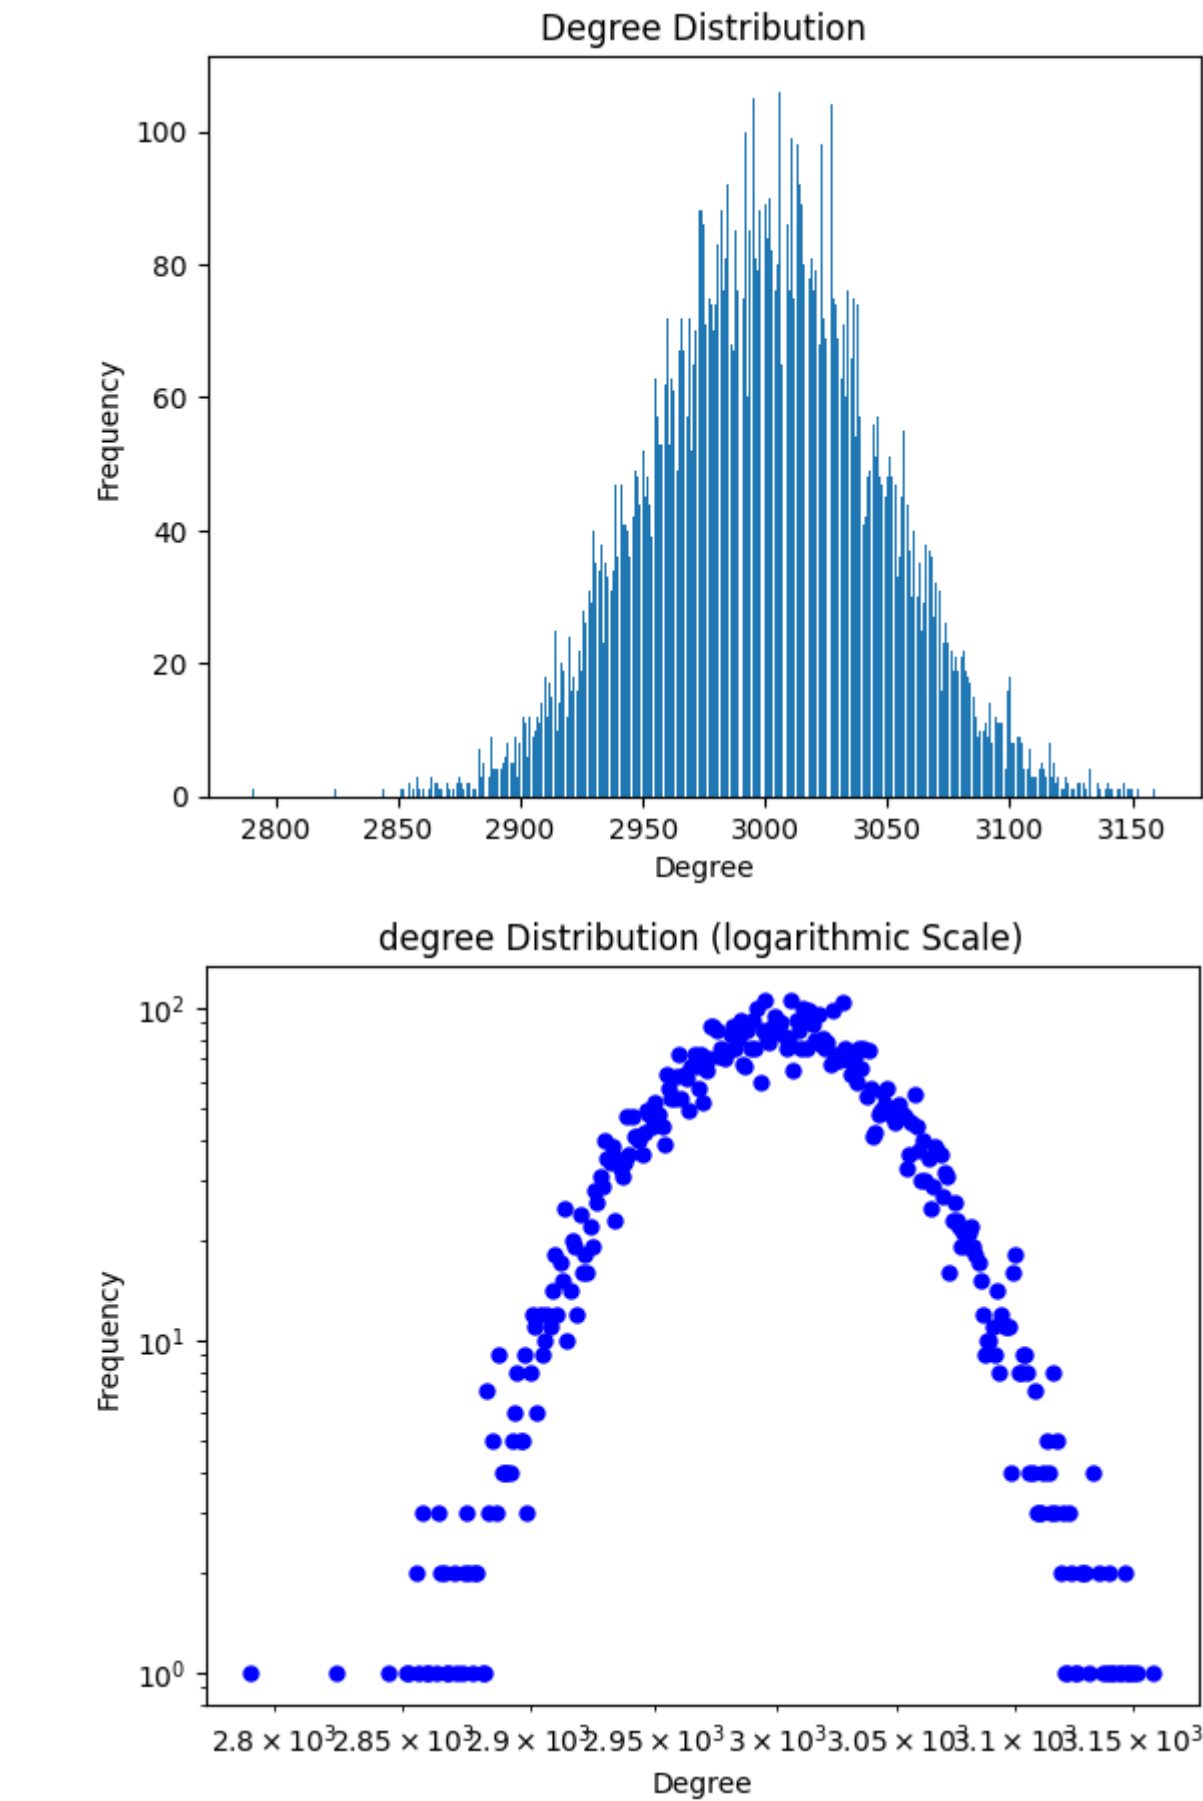 Degree Distribution
100
80
60
40
20
0
Frequency
2800 2850 2900 2950 3000 3050 3100 3150
Degree
degree Distribution (logarithmic Scale)
10²
10¹
10⁰
Frequency
2.8 × 10³ 2.85 × 10³ 2.9 × 10³ 2.95 × 10³ 3 × 10³ 3.05 × 10³ 3.1 × 10³ 3.15 × 10³
Degree